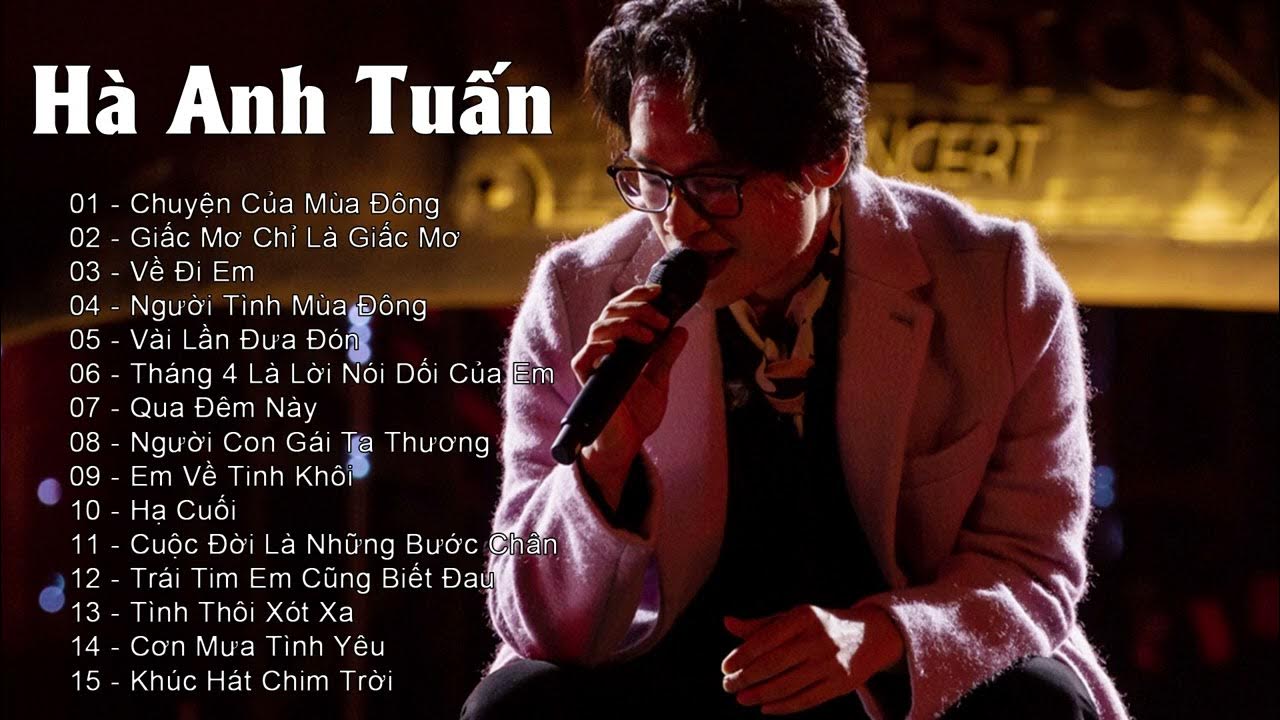 Hà Anh Tuấn
01 - Chuyện Của Mùa Đông
02 - Giấc Mơ Chỉ Là Giấc Mơ
03 - Về Đi Em
04 - Người Tình Mùa Đông
05 - Vài Lần Đưa Đón
06 - Tháng 4 Là Lời Nói Dối Của Em
07 - Qua Đêm Này
08 - Người Con Gái Ta Thương
09 - Em Về Tinh Khôi
10 - Hạ Cuối
11 - Cuộc Đời Là Những Bước Chân
12 - Trái Tim Em Cũng Biết Đau
13 - Tình Thôi Xót Xa
14 - Cơn Mưa Tình Yêu
15 - Khúc Hát Chim Trời